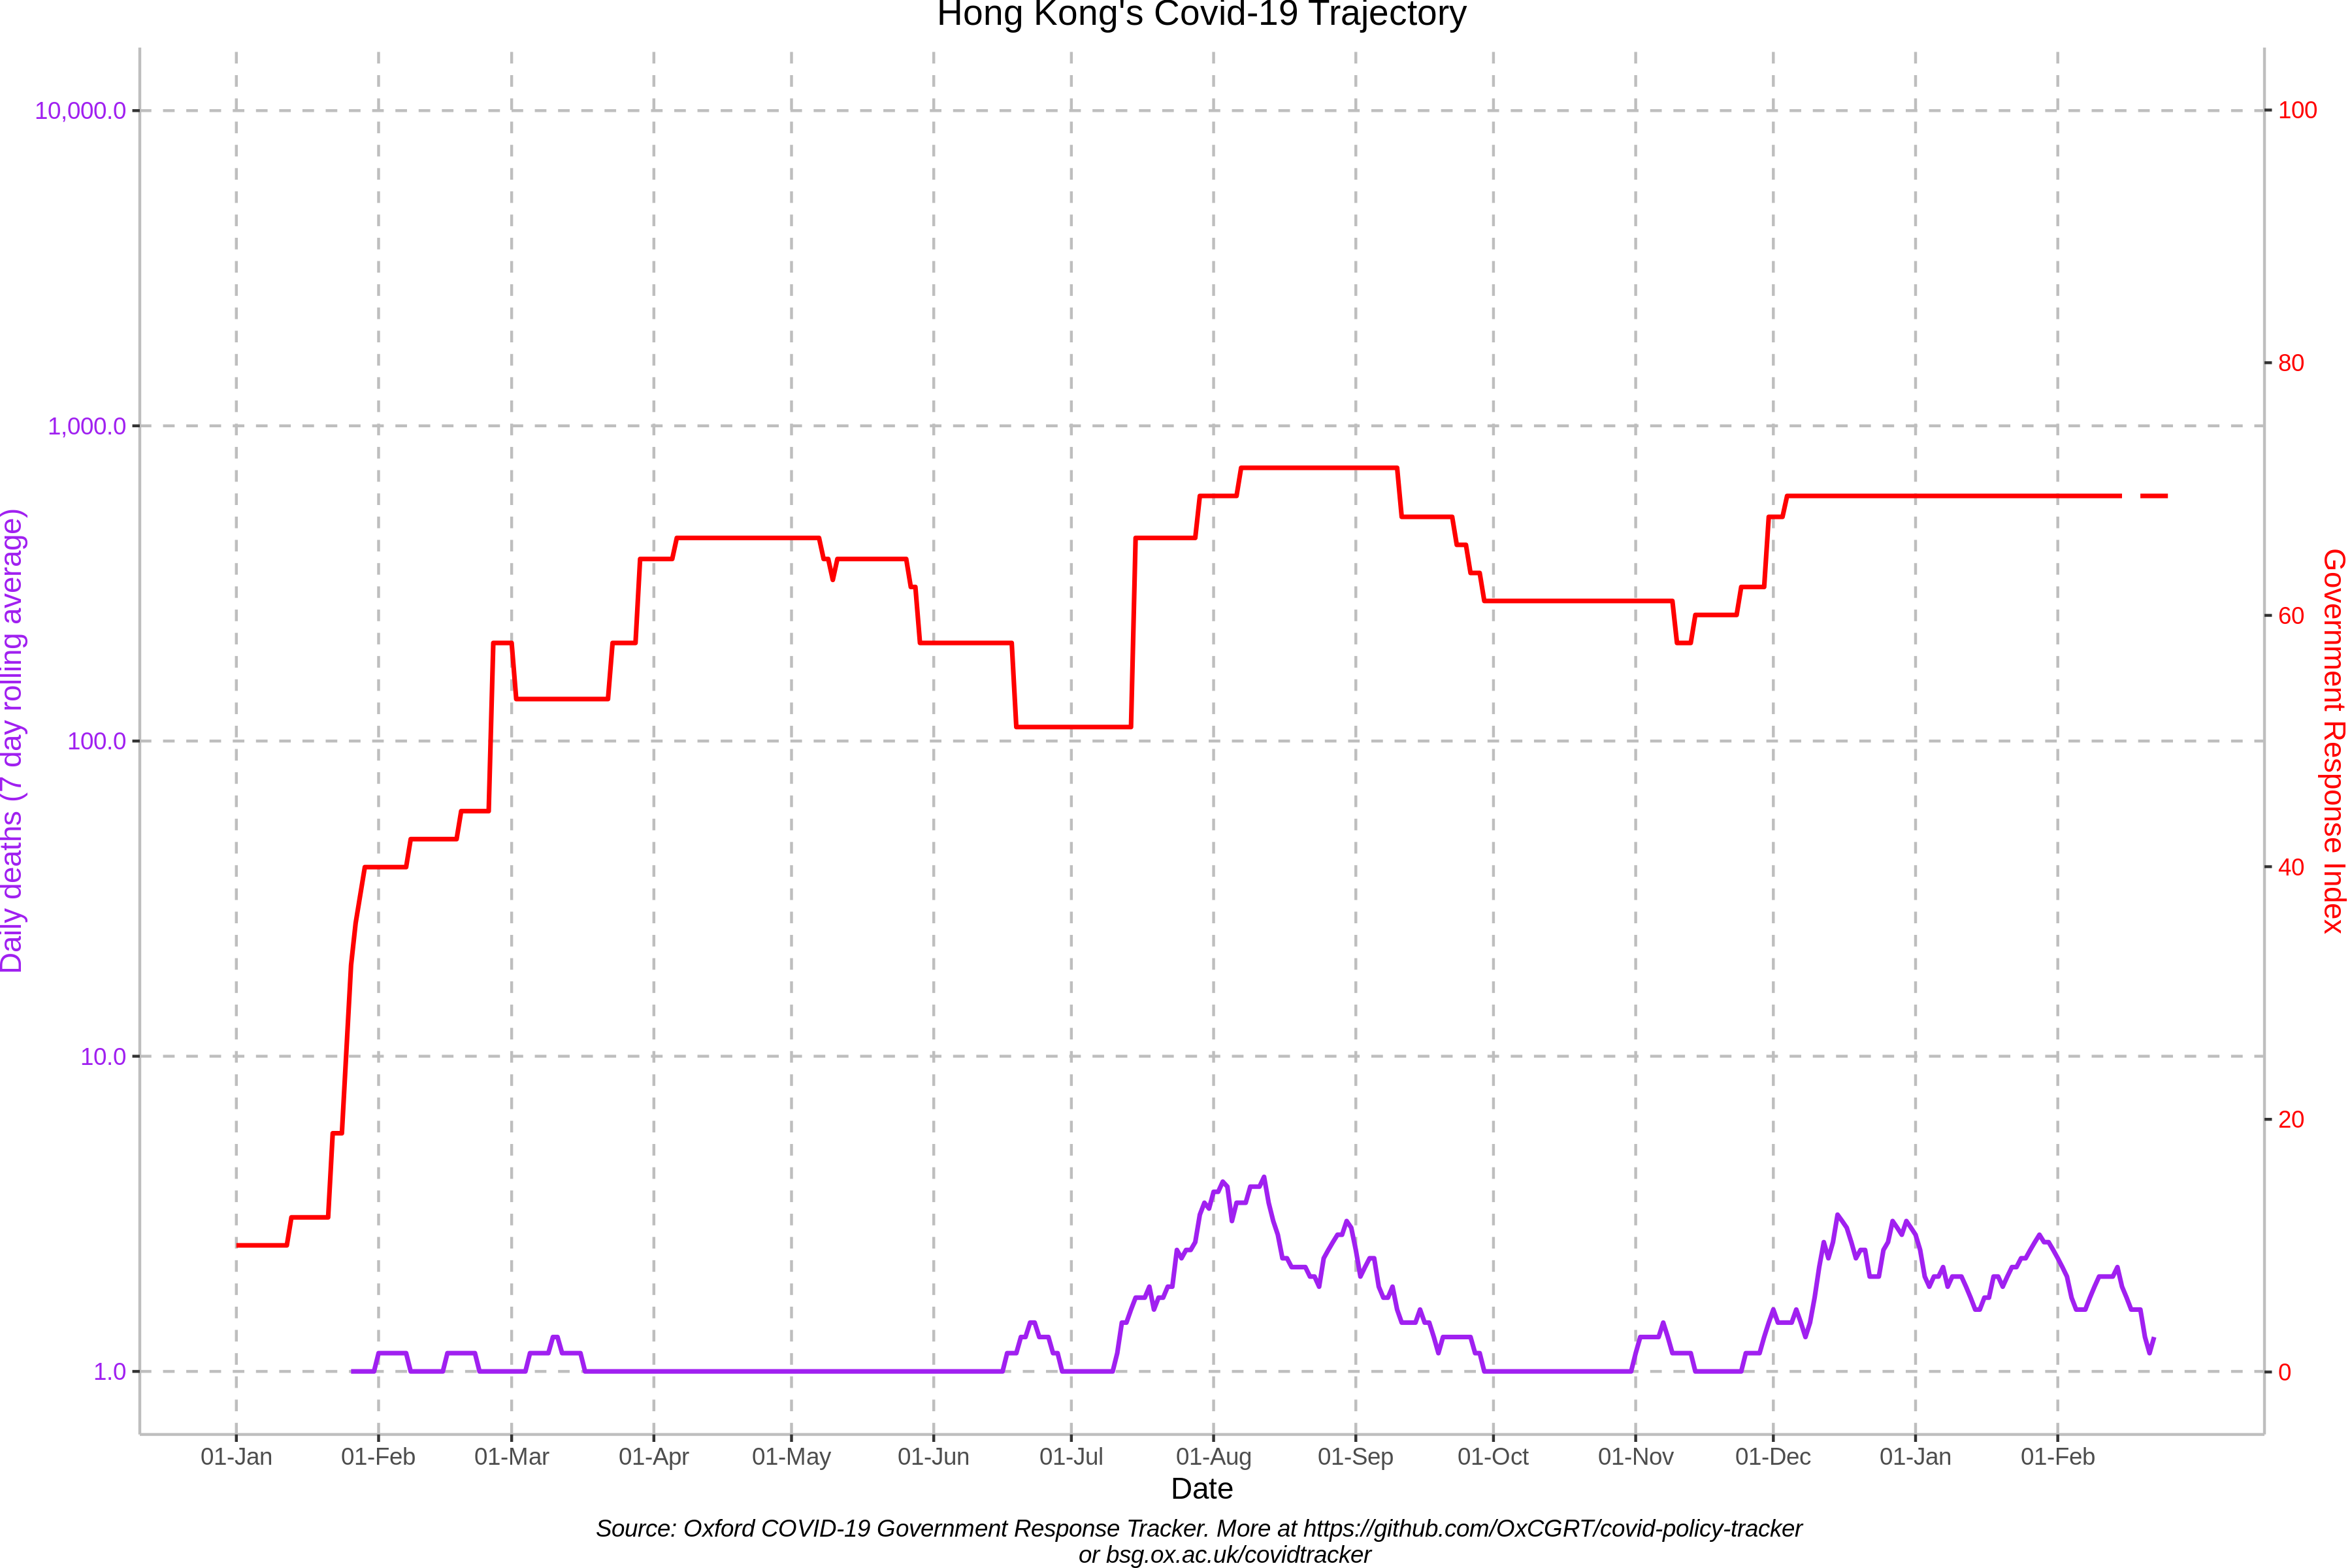 Hong Kong's Covid-19 Trajectory
10,000.0
1,000.0
100.0
10.0
1.0
Daily deaths (7 day rolling average)
100
80
60
40
20
0
Government Response Index
01-Jan 01-Feb 01-Mar 01-Apr 01-May 01-Jun 01-Jul 01-Aug 01-Sep 01-Oct 01-Nov 01-Dec 01-Jan 01-Feb
Date
Source: Oxford COVID-19 Government Response Tracker. More at https://github.com/OxCGRT/covid-policy-tracker
or bsg.ox.ac.uk/covidtracker